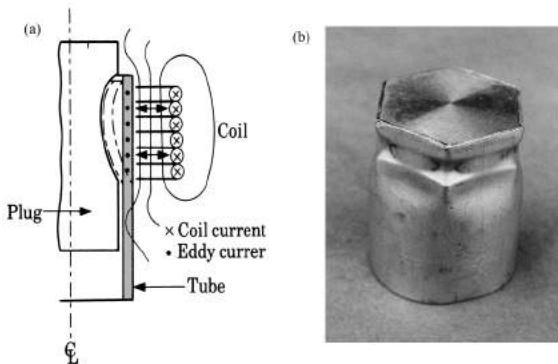 (a)
(b)
Coil
Plug
× Coil current
• Eddy currer
Tube
℄